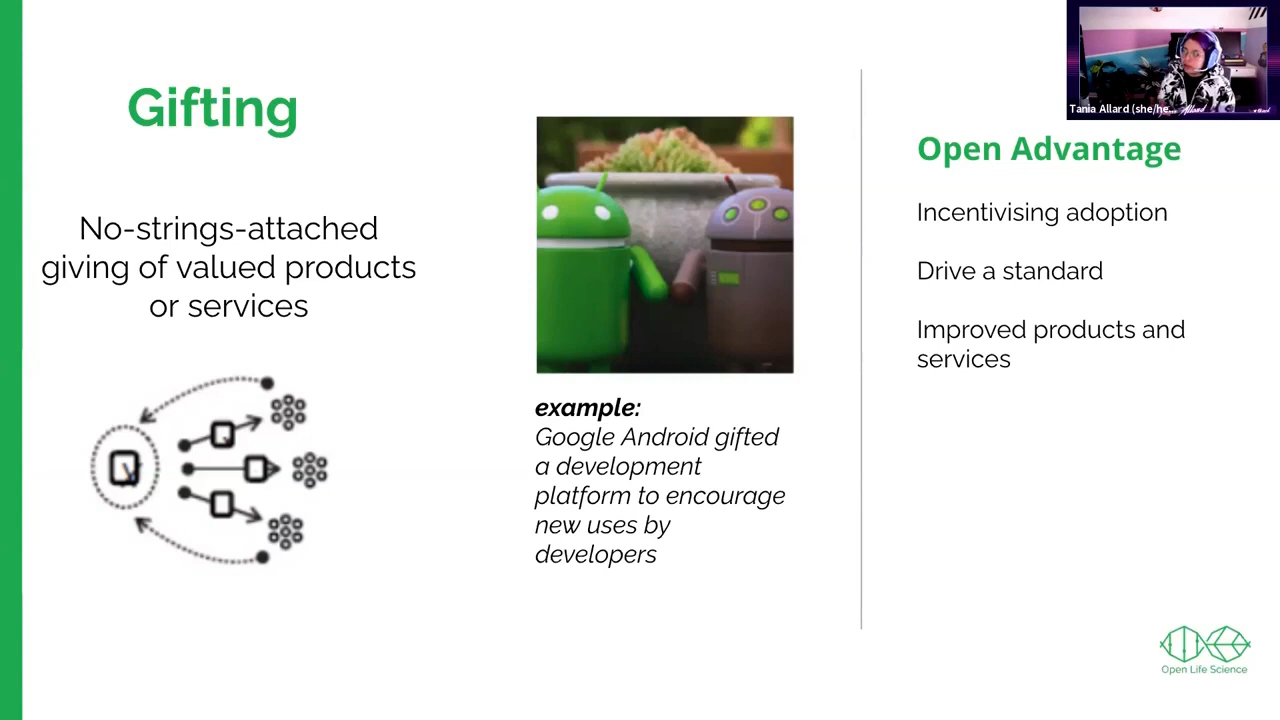 Gifting
No-strings-attached
giving of valued products
or services
example:
Google Android gifted
a development
platform to encourage
new uses by
developers
Tania Allard (she/he...
Open Advantage
Incentivising adoption
Drive a standard
Improved products and
services
Open Life Science